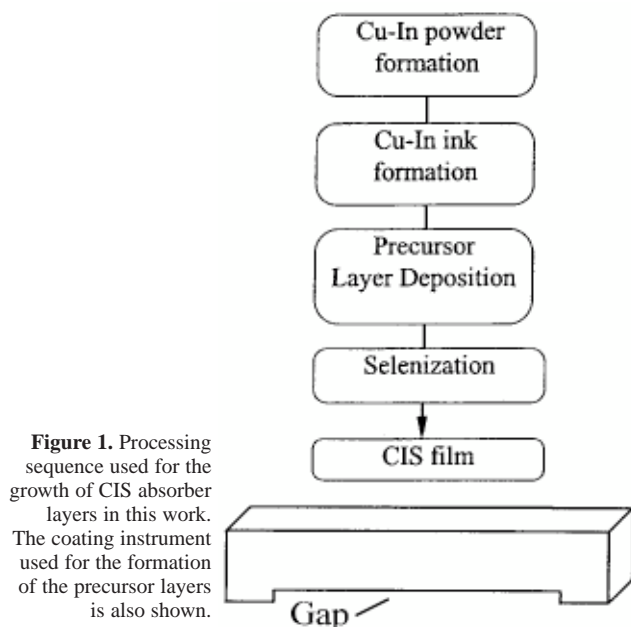 Cu-In powder
formation
Cu-In ink
formation
Precursor
Layer Deposition
Selenization
CIS film
Figure 1. Processing
sequence used for the
growth of CIS absorber
layers in this work.
The coating instrument
used for the formation
of the precursor layers
is also shown.
Gap